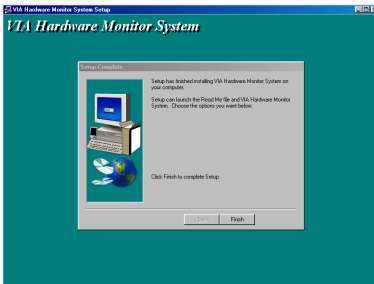 VIA Hardware Monitor System Setup
VIA Hardware Monitor System
Setup Complete
Setup has finished installing VIA Hardware Monitor System on
your computer.
Setup can launch the Read Me file and VIA Hardware Monitor
System. Choose the options you want below.
Click Finish to complete Setup.
< Back
Finish